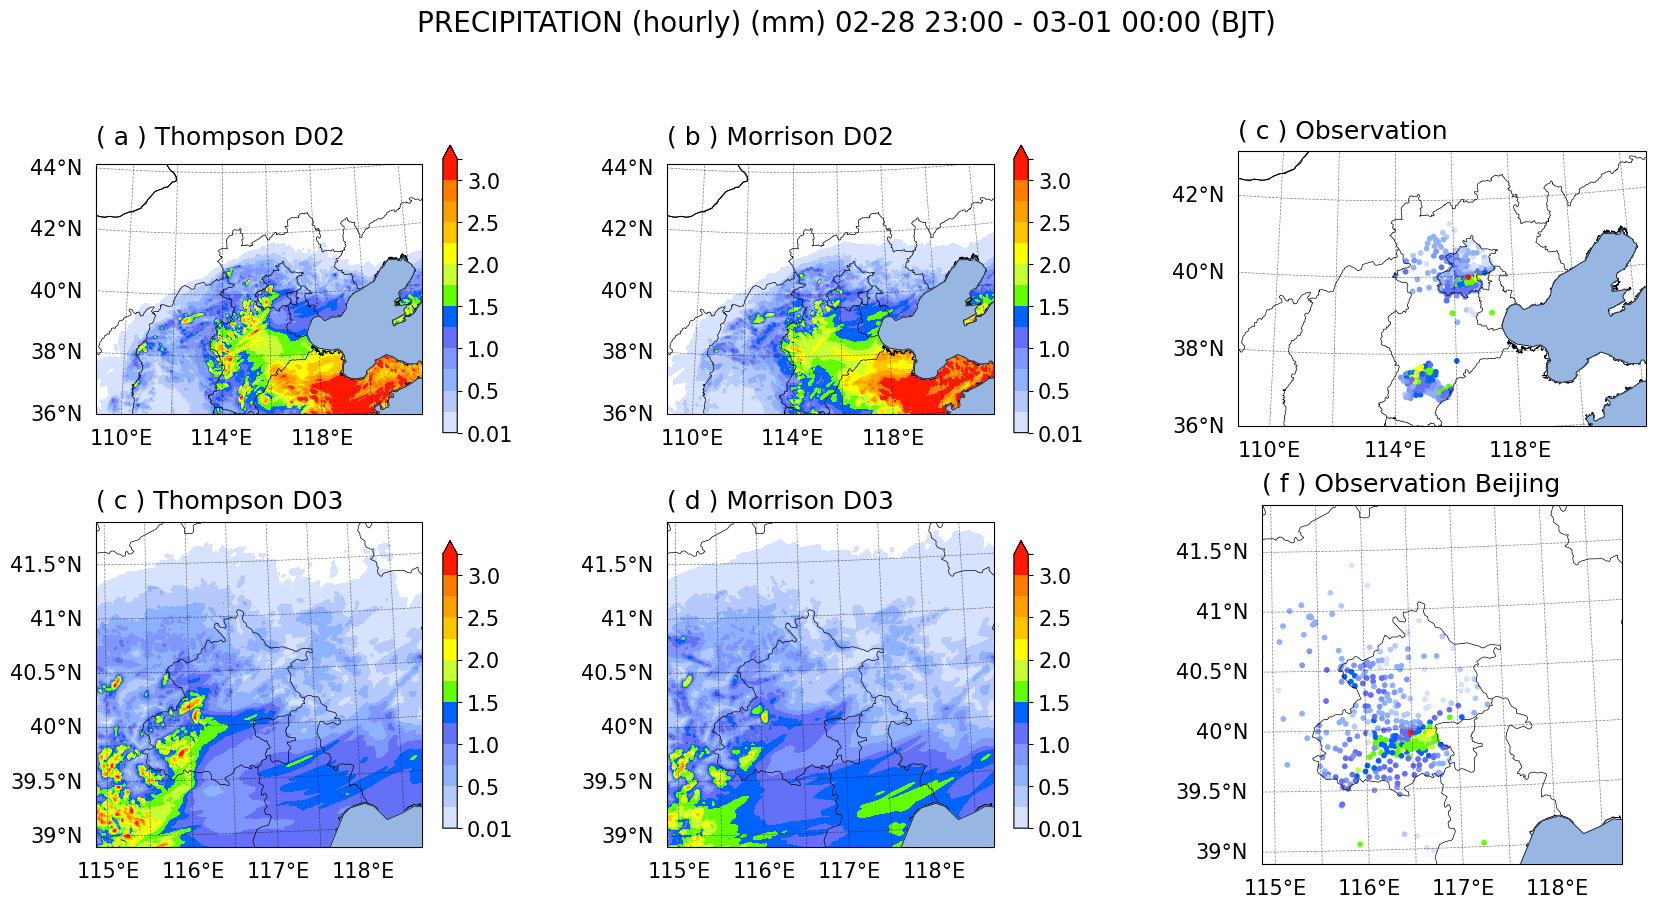 PRECIPITATION (hourly) (mm) 02-28 23:00 - 03-01 00:00 (BJT)
( a ) Thompson D02
44°N
42°N
40°N
38°N
36°N
110°E 114°E 118°E
3.0
2.5
2.0
1.5
1.0
0.5
0.01
( b ) Morrison D02
44°N
42°N
40°N
38°N
36°N
110°E 114°E 118°E
3.0
2.5
2.0
1.5
1.0
0.5
0.01
( c ) Observation
42°N
40°N
38°N
36°N
110°E 114°E 118°E
( c ) Thompson D03
41.5°N
41°N
40.5°N
40°N
39.5°N
39°N
115°E 116°E 117°E 118°E
3.0
2.5
2.0
1.5
1.0
0.5
0.01
( d ) Morrison D03
41.5°N
41°N
40.5°N
40°N
39.5°N
39°N
115°E 116°E 117°E 118°E
3.0
2.5
2.0
1.5
1.0
0.5
0.01
( f ) Observation Beijing
41.5°N
41°N
40.5°N
40°N
39.5°N
39°N
115°E 116°E 117°E 118°E